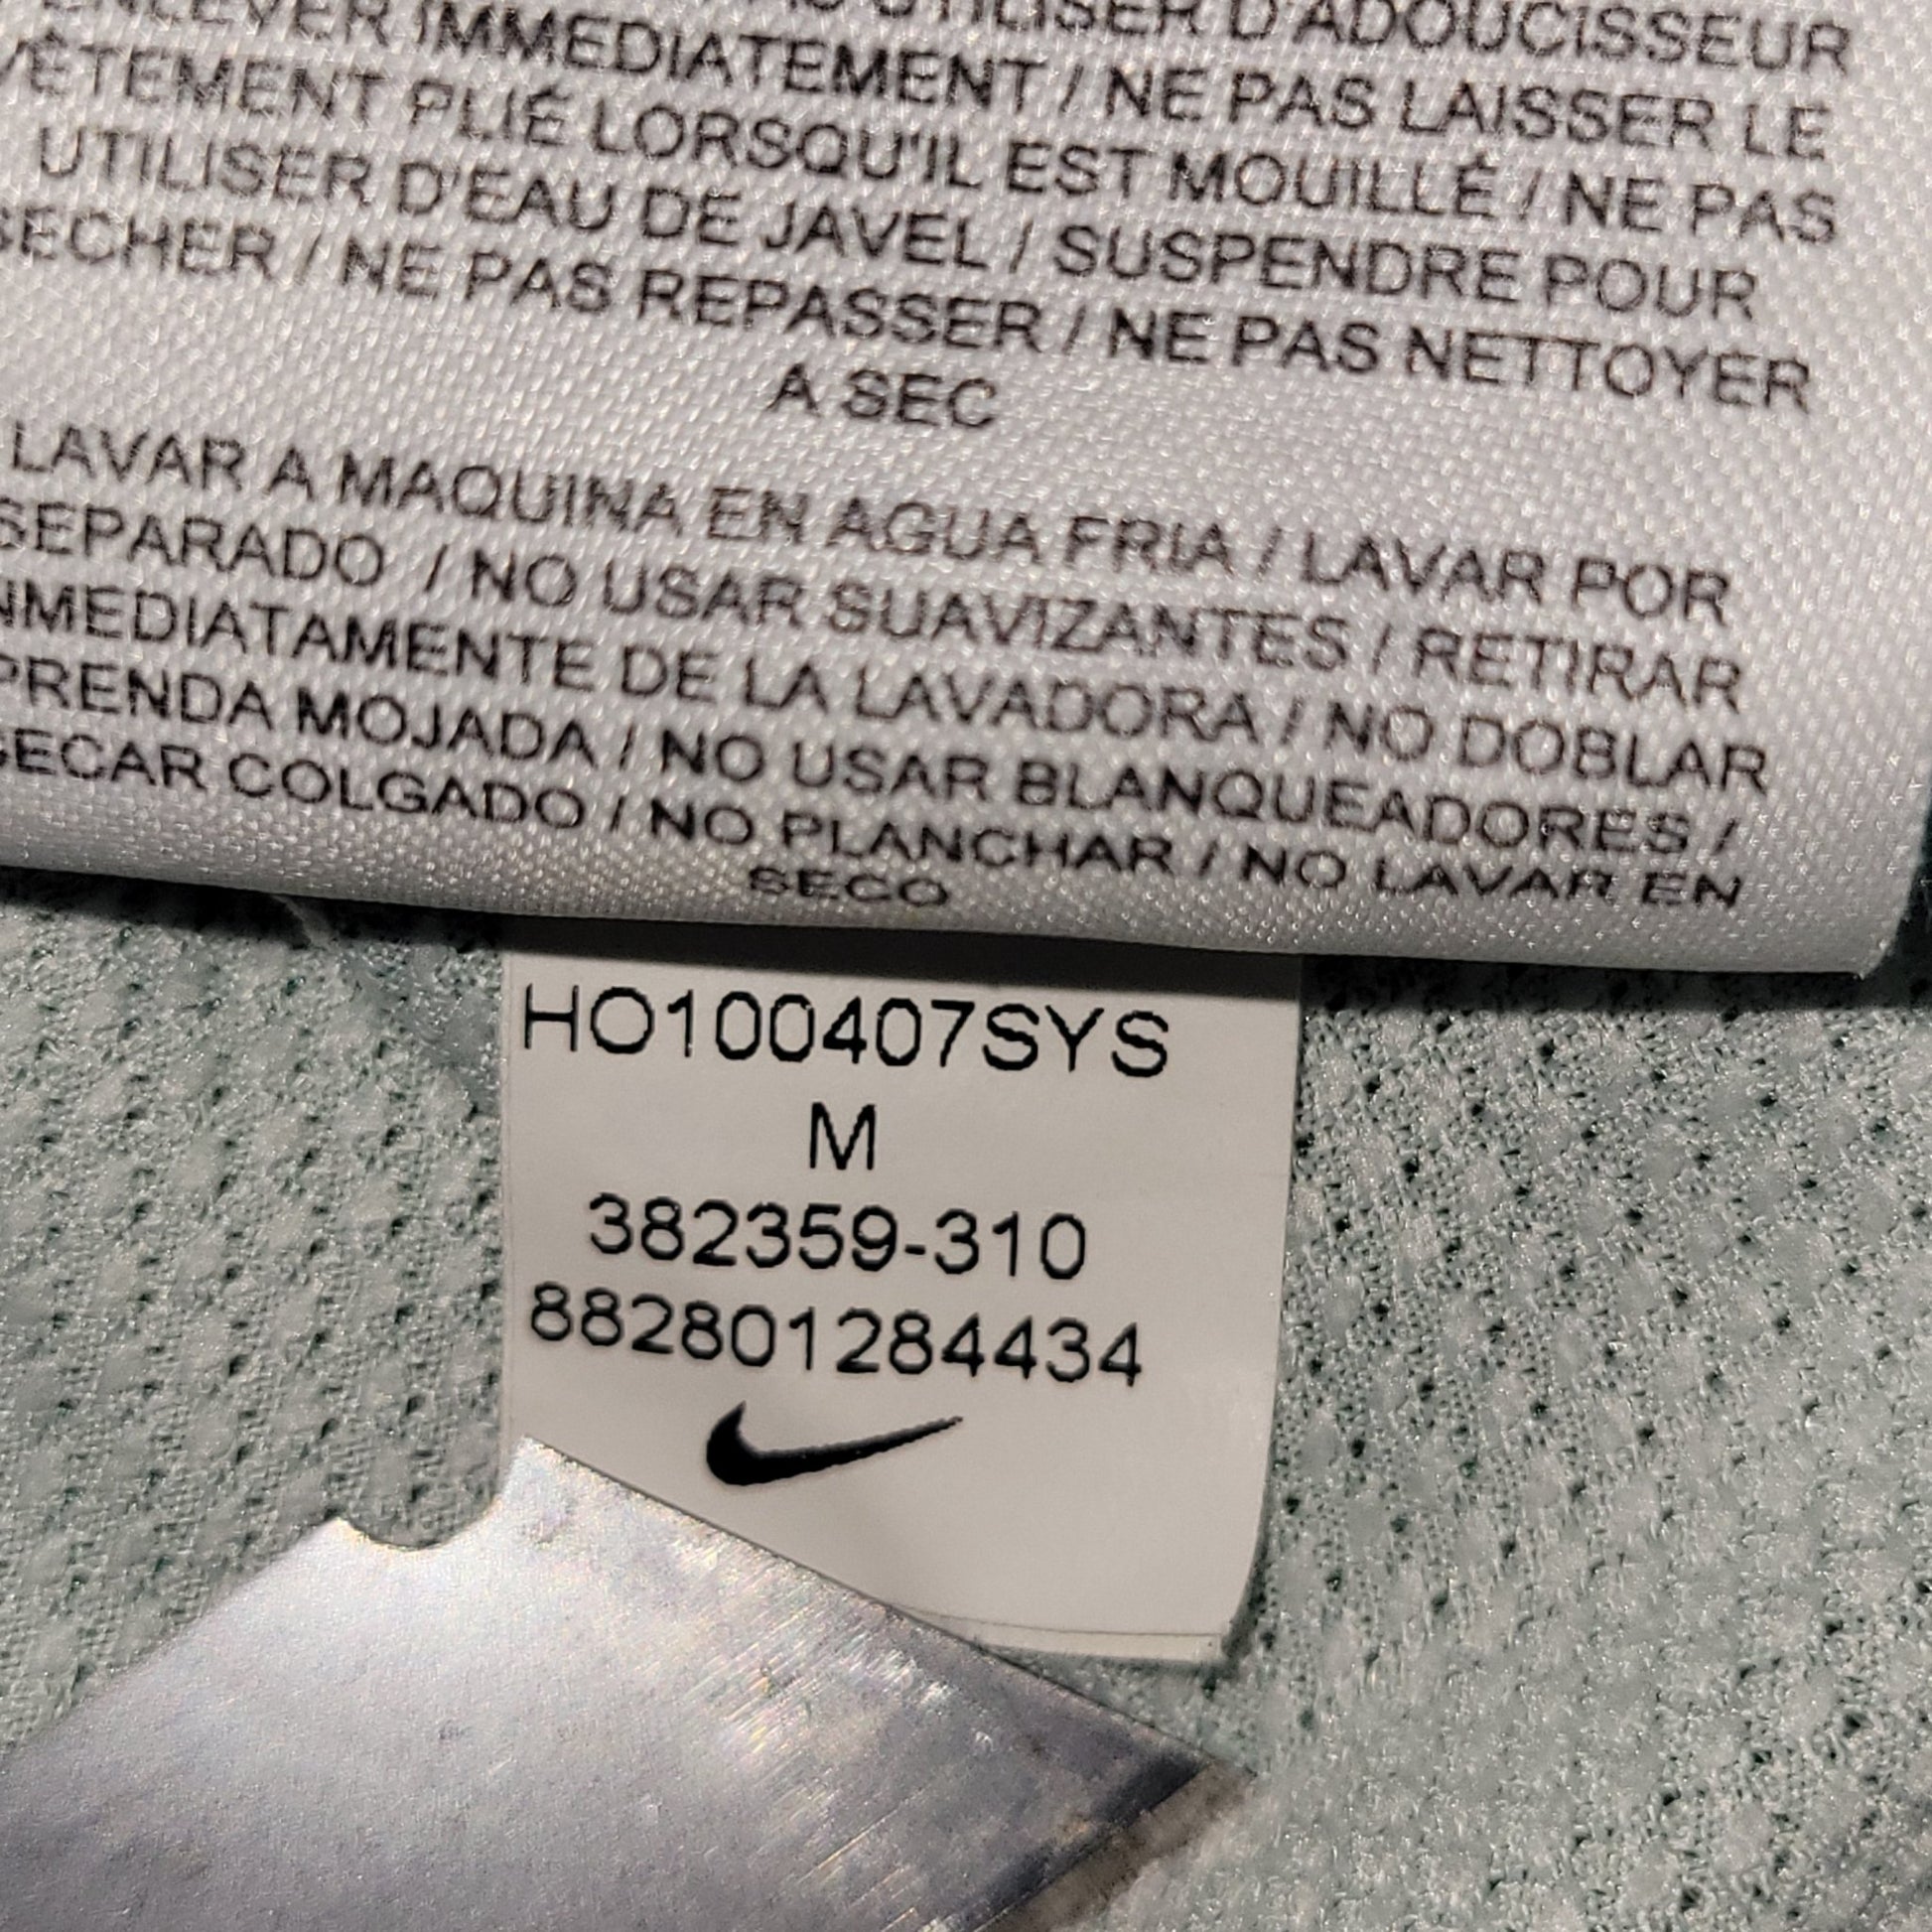 UTILISER D'ADOUCISSEUR
ENLEVER IMMEDIATEMENT / NE PAS LAISSER LE
VÊTEMENT PLIÉ LORSQU'IL EST MOUILLÉ / NE PAS
UTILISER D'EAU DE JAVEL / SUSPENDRE POUR
SECHER / NE PAS REPASSER / NE PAS NETTOYER
A SEC
LAVAR A MAQUINA EN AGUA FRIA / LAVAR POR
SEPARADO / NO USAR SUAVIZANTES / RETIRAR
INMEDIATAMENTE DE LA LAVADORA / NO DOBLAR
PRENDA MOJADA / NO USAR BLANQUEADORES /
SECAR COLGADO / NO PLANCHAR / NO LAVAR EN
SECO
HO100407SYS
M
382359-310
882801284434